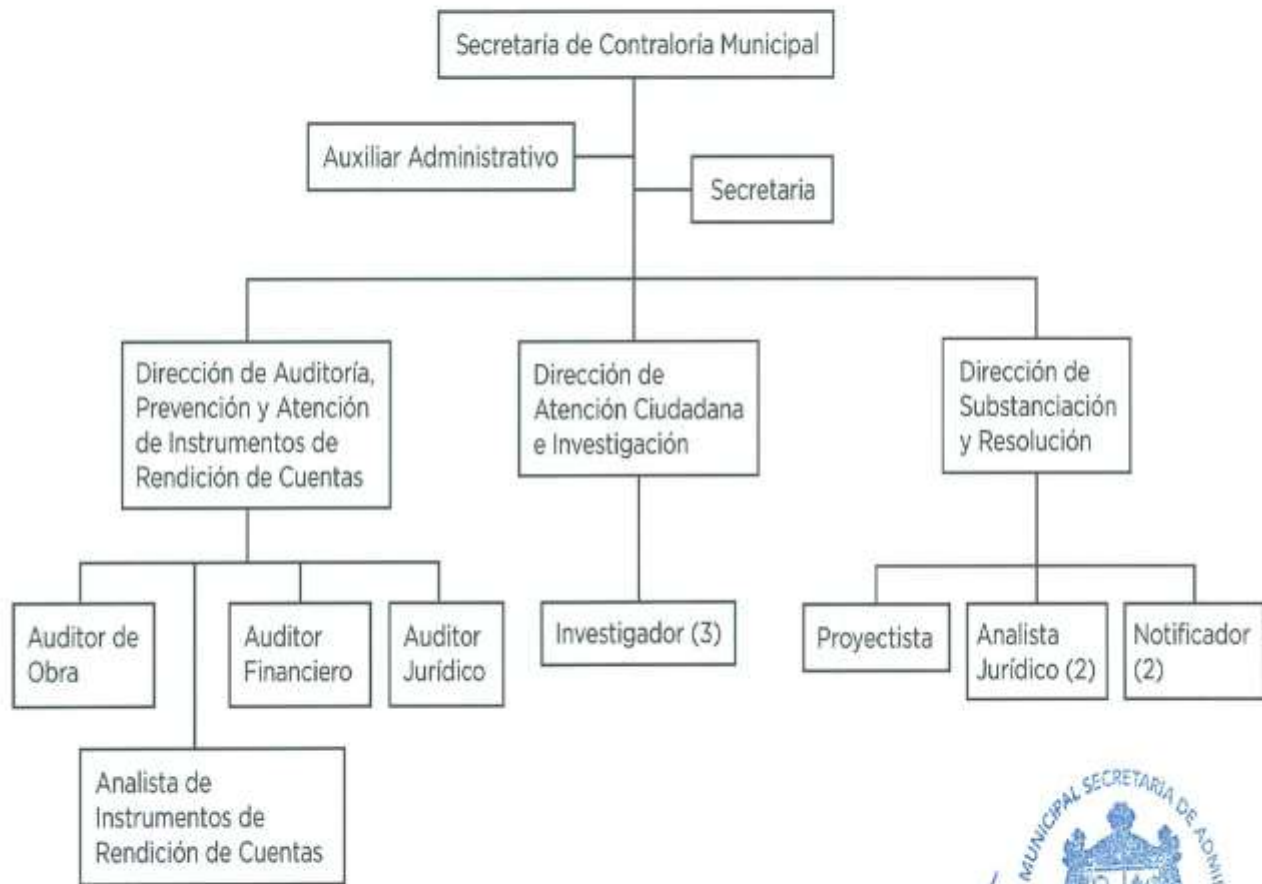 Secretaría de Contraloría Municipal
Auxiliar Administrativo
Secretaria
Dirección de Auditoría,
Prevención y Atención
de Instrumentos de
Rendición de Cuentas
Dirección de
Atención Ciudadana
e Investigación
Dirección de
Substanciación
y Resolución
Auditor de
Obra
Auditor
Financiero
Auditor
Jurídico
Investigador (3)
Proyectista
Analista
Jurídico (2)
Notificador
(2)
Analista de
Instrumentos de
Rendición de Cuentas
MUNICIPAL SECRETARÍA DE